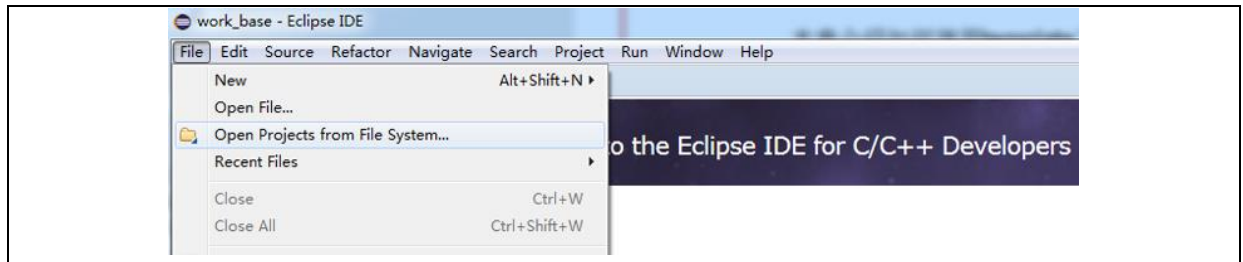 work_base - Eclipse IDE
File Edit Source Refactor Navigate Search Project Run Window Help
New Alt+Shift+N
Open File...
Open Projects from File System...
o the Eclipse IDE for C/C++ Developers
Recent Files
Close Ctrl+W
Close All Ctrl+Shift+W